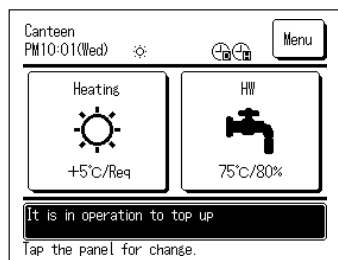 Canteen
PM10:01(Wed)
Menu
Heating
HW
+5°C/Req
75°C/80%
It is in operation to top up
Tap the panel for change.